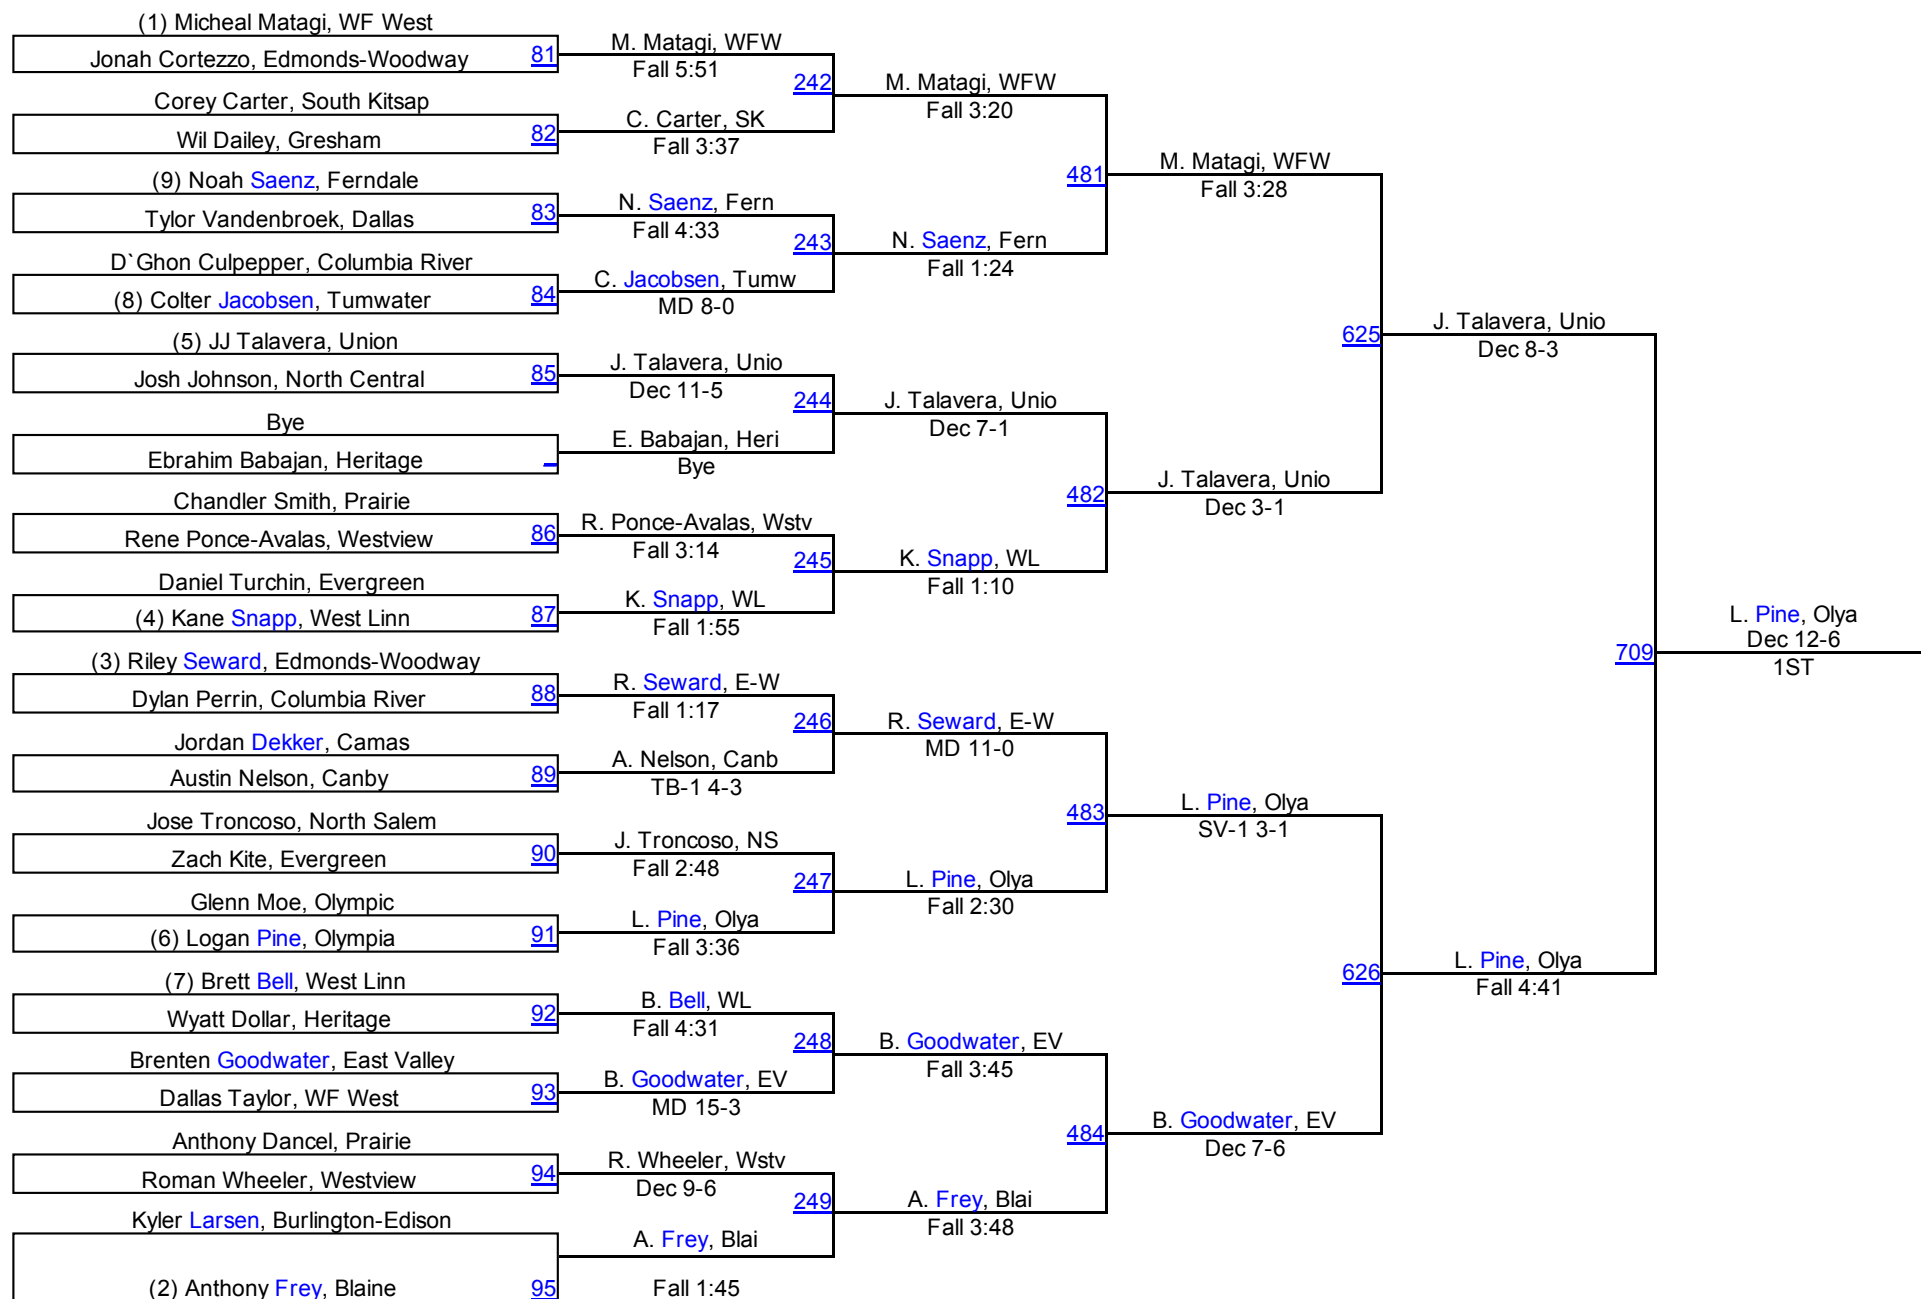 (1) Micheal Matagi, WF West
Jonah Cortezzo, Edmonds-Woodway 81
Corey Carter, South Kitsap
Wil Dailey, Gresham 82
(9) Noah Saenz, Ferndale
Tylor Vandenbroek, Dallas 83
D`Ghon Culpepper, Columbia River
(8) Colter Jacobsen, Tumwater 84
(5) JJ Talavera, Union
Josh Johnson, North Central 85
Bye
Ebrahim Babajan, Heritage
Chandler Smith, Prairie
Rene Ponce-Avalas, Westview 86
Daniel Turchin, Evergreen
(4) Kane Snapp, West Linn 87
(3) Riley Seward, Edmonds-Woodway
Dylan Perrin, Columbia River 88
Jordan Dekker, Camas
Austin Nelson, Canby 89
Jose Troncoso, North Salem
Zach Kite, Evergreen 90
Glenn Moe, Olympic
(6) Logan Pine, Olympia 91
(7) Brett Bell, West Linn
Wyatt Dollar, Heritage 92
Brenten Goodwater, East Valley
Dallas Taylor, WF West 93
Anthony Dancel, Prairie
Roman Wheeler, Westview 94
Kyler Larsen, Burlington-Edison
(2) Anthony Frey, Blaine 95
M. Matagi, WFW
Fall 5:51
242
C. Carter, SK
Fall 3:37
N. Saenz, Fern
Fall 4:33
243
C. Jacobsen, Tumw
MD 8-0
J. Talavera, Unio
Dec 11-5
244
E. Babajan, Heri
Bye
R. Ponce-Avalas, Wstv
Fall 3:14
245
K. Snapp, WL
Fall 1:55
R. Seward, E-W
Fall 1:17
246
A. Nelson, Canb
TB-1 4-3
J. Troncoso, NS
Fall 2:48
247
L. Pine, Olya
Fall 3:36
B. Bell, WL
Fall 4:31
248
B. Goodwater, EV
MD 15-3
R. Wheeler, Wstv
Dec 9-6
249
A. Frey, Blai
Fall 1:45
M. Matagi, WFW
Fall 3:20
481
N. Saenz, Fern
Fall 1:24
J. Talavera, Unio
Dec 7-1
482
K. Snapp, WL
Fall 1:10
R. Seward, E-W
MD 11-0
483
L. Pine, Olya
Fall 2:30
B. Goodwater, EV
Fall 3:45
484
A. Frey, Blai
Fall 3:48
M. Matagi, WFW
Fall 3:28
625
J. Talavera, Unio
Dec 3-1
L. Pine, Olya
SV-1 3-1
626
B. Goodwater, EV
Dec 7-6
J. Talavera, Unio
Dec 8-3
709
L. Pine, Olya
Fall 4:41
L. Pine, Olya
Dec 12-6
1ST